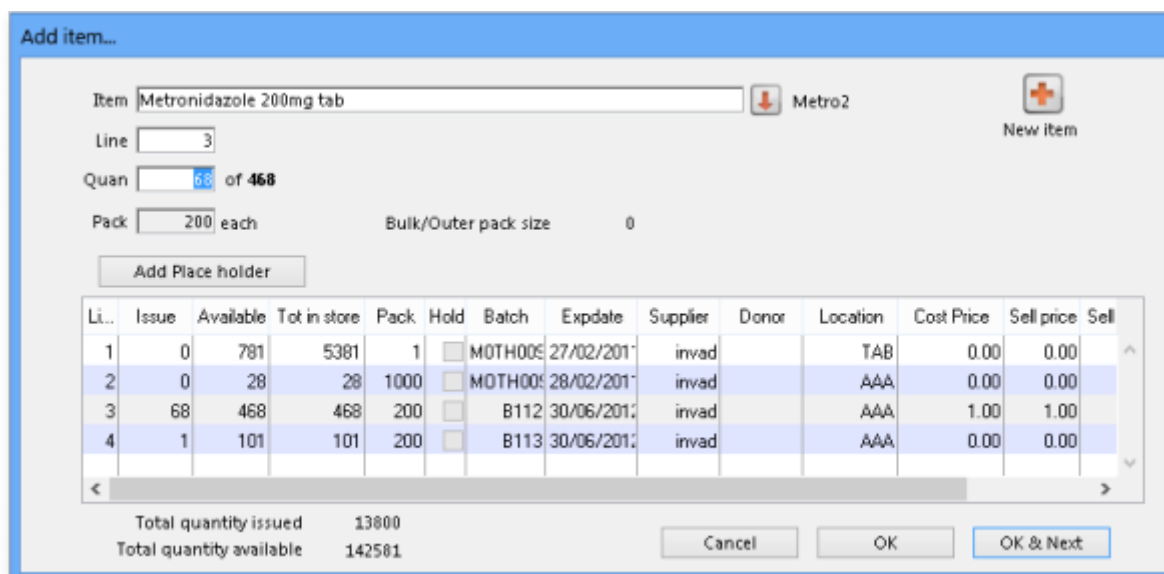 Add item...
Item Metronidazole 200mg tab Metro2
New item
Line 3
Quan 68 of 468
Pack 200 each Bulk/Outer pack size 0
Add Place holder
Li... Issue Available Tot in store Pack Hold Batch Expdate Supplier Donor Location Cost Price Sell price Sell
1 0 781 5381 1 27/02/201 invad TAB 0.00 0.00
2 0 28 28 1000 28/02/201 invad AAA 0.00 0.00
3 68 468 468 200 B112 30/06/2012 invad AAA 1.00 1.00
4 1 101 101 200 B113 30/06/2012 invad AAA 0.00 0.00
Total quantity issued 13800
Total quantity available 142581
Cancel OK OK & Next